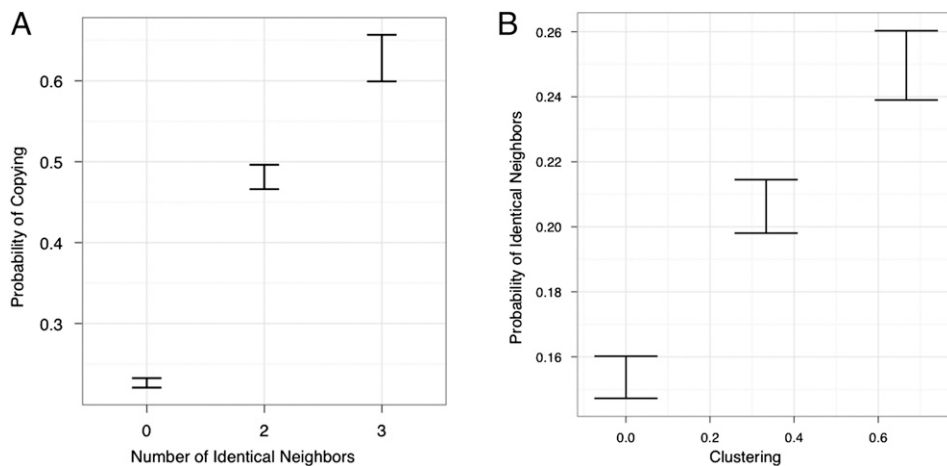 A
Probability of Copying
0.6
0.5
0.4
0.3
0 2 3
Number of Identical Neighbors
B
Probability of Identical Neighbors
0.26
0.24
0.22
0.20
0.18
0.16
0.0 0.2 0.4 0.6
Clustering